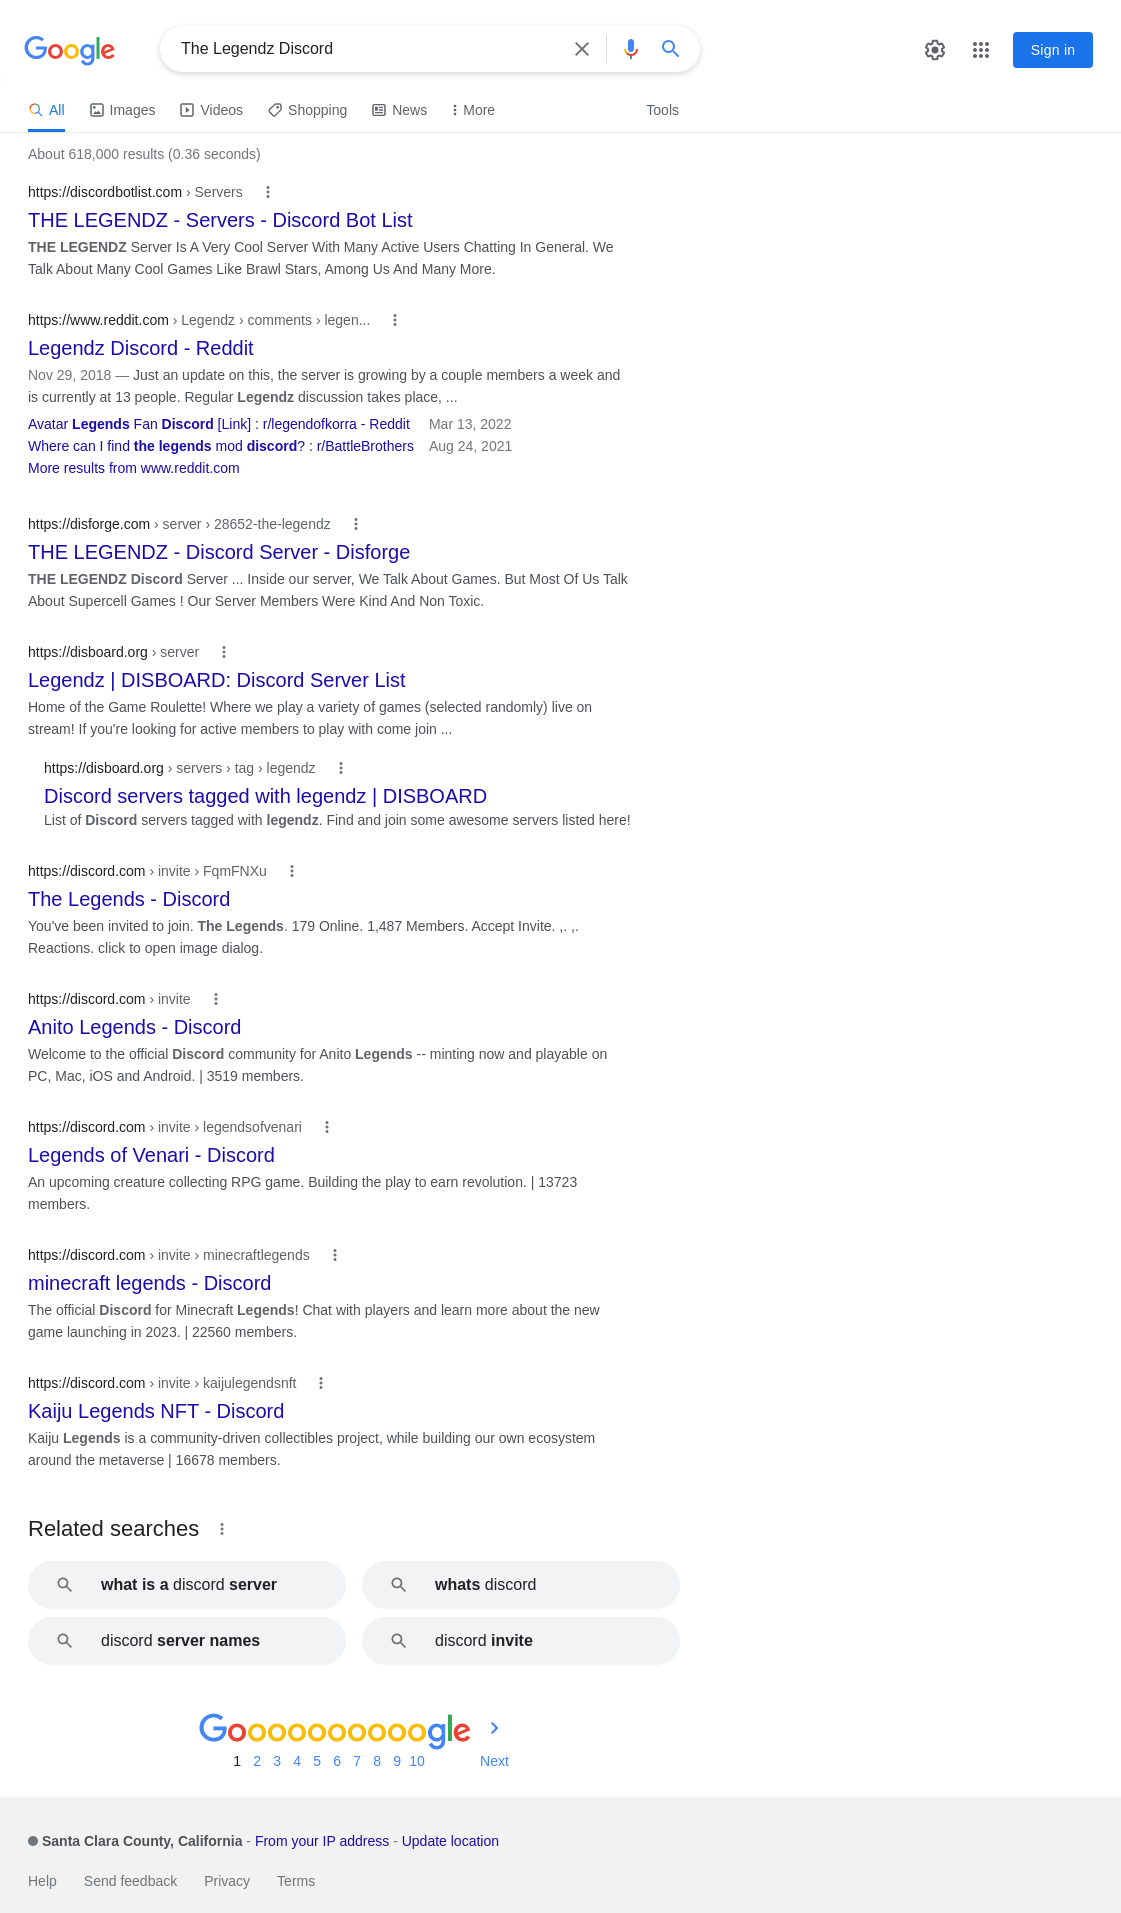 Google
The Legendz Discord
Sign in
All Images Videos Shopping News More Tools
About 618,000 results (0.36 seconds)
https://discordbotlist.com › Servers
THE LEGENDZ - Servers - Discord Bot List
THE LEGENDZ Server Is A Very Cool Server With Many Active Users Chatting In General. We
Talk About Many Cool Games Like Brawl Stars, Among Us And Many More.
https://www.reddit.com › Legendz › comments › legen...
Legendz Discord - Reddit
Nov 29, 2018 — Just an update on this, the server is growing by a couple members a week and
is currently at 13 people. Regular Legendz discussion takes place, ...
Avatar Legends Fan Discord [Link] : r/legendofkorra - Reddit Mar 13, 2022
Where can I find the legends mod discord? : r/BattleBrothers Aug 24, 2021
More results from www.reddit.com
https://disforge.com › server › 28652-the-legendz
THE LEGENDZ - Discord Server - Disforge
THE LEGENDZ Discord Server ... Inside our server, We Talk About Games. But Most Of Us Talk
About Supercell Games ! Our Server Members Were Kind And Non Toxic.
https://disboard.org › server
Legendz | DISBOARD: Discord Server List
Home of the Game Roulette! Where we play a variety of games (selected randomly) live on
stream! If you're looking for active members to play with come join ...
https://disboard.org › servers › tag › legendz
Discord servers tagged with legendz | DISBOARD
List of Discord servers tagged with legendz. Find and join some awesome servers listed here!
https://discord.com › invite › FqmFNXu
The Legends - Discord
You've been invited to join. The Legends. 179 Online. 1,487 Members. Accept Invite. ,. ,.
Reactions. click to open image dialog.
https://discord.com › invite
Anito Legends - Discord
Welcome to the official Discord community for Anito Legends -- minting now and playable on
PC, Mac, iOS and Android. | 3519 members.
https://discord.com › invite › legendsofvenari
Legends of Venari - Discord
An upcoming creature collecting RPG game. Building the play to earn revolution. | 13723
members.
https://discord.com › invite › minecraftlegends
minecraft legends - Discord
The official Discord for Minecraft Legends! Chat with players and learn more about the new
game launching in 2023. | 22560 members.
https://discord.com › invite › kaijulegendsnft
Kaiju Legends NFT - Discord
Kaiju Legends is a community-driven collectibles project, while building our own ecosystem
around the metaverse | 16678 members.
Related searches
what is a discord server
whats discord
discord server names
discord invite
Goooooooooogle
1 2 3 4 5 6 7 8 9 10 Next
Santa Clara County, California - From your IP address - Update location
Help Send feedback Privacy Terms